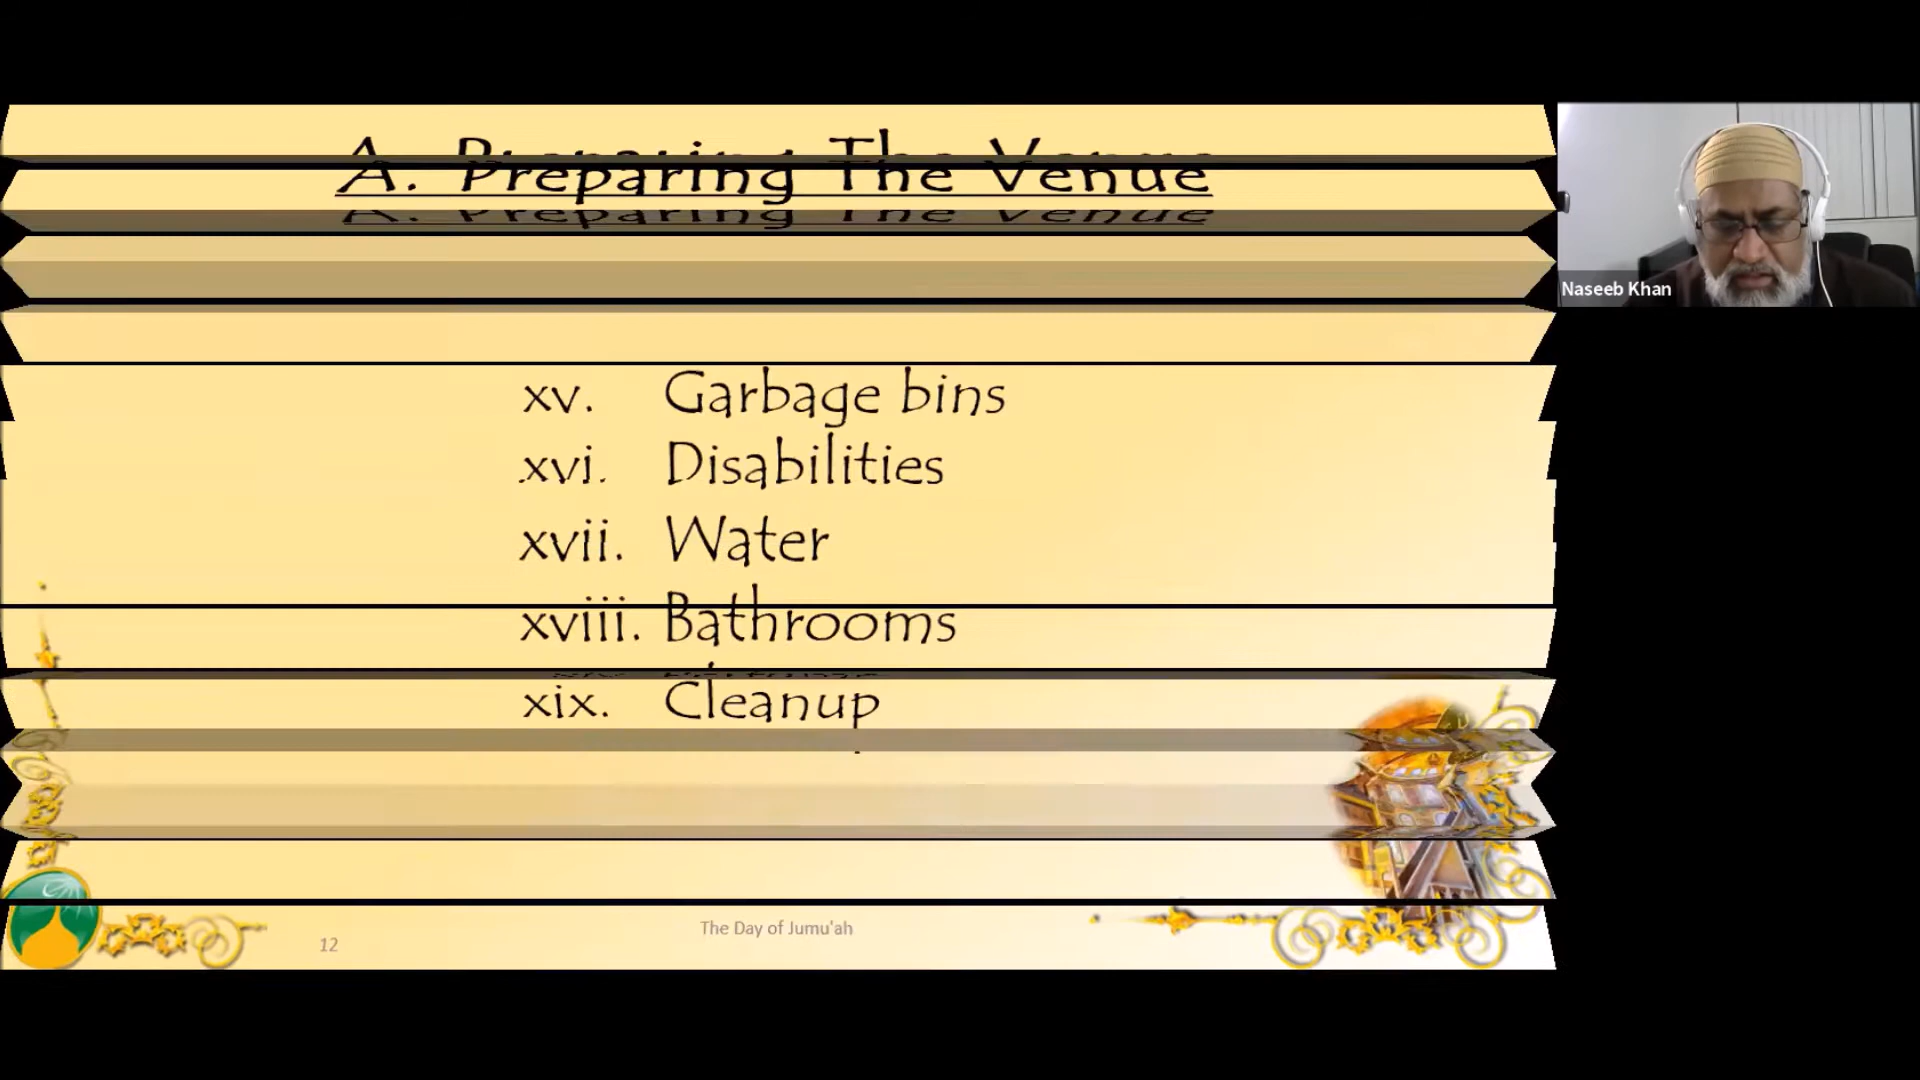 A. Preparing The Venue
xv. Garbage bins
xvi. Disabilities
xvii. Water
xviii. Bathrooms
xix. Cleanup
The Day of Jumu'ah
12
Naseeb Khan